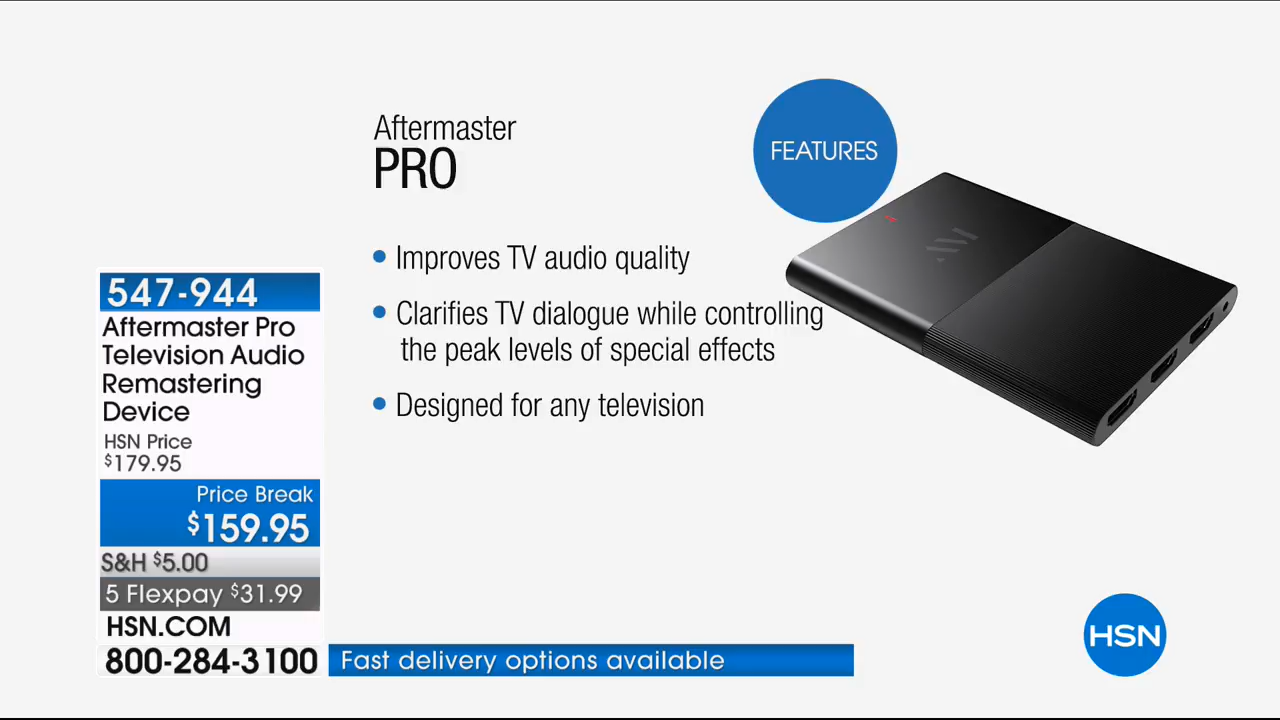 Aftermaster
PRO
FEATURES
• Improves TV audio quality
• Clarifies TV dialogue while controlling
the peak levels of special effects
• Designed for any television
547-944
Aftermaster Pro
Television Audio
Remastering
Device
HSN Price
$179.95
Price Break
$159.95
S&H $5.00
5 Flexpay $31.99
HSN.COM
800-284-3100
Fast delivery options available
HSN